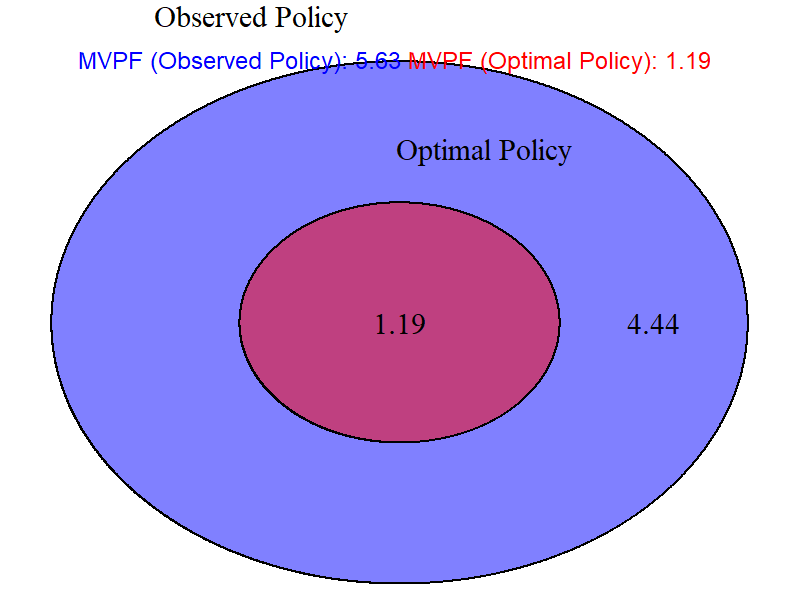 Observed Policy
MVPF (Observed Policy): 5.63 MVPF (Optimal Policy): 1.19
Optimal Policy
1.19
4.44